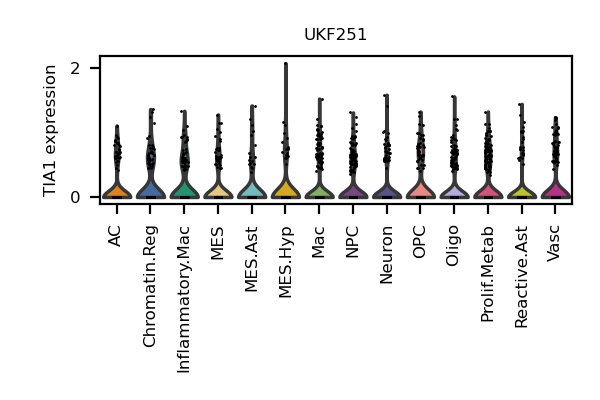 UKF251
TIA1 expression
2
0
AC
Chromatin.Reg
Inflammatory.Mac
MES
MES.Ast
MES.Hyp
Mac
NPC
Neuron
OPC
Oligo
Prolif.Metab
Reactive.Ast
Vasc